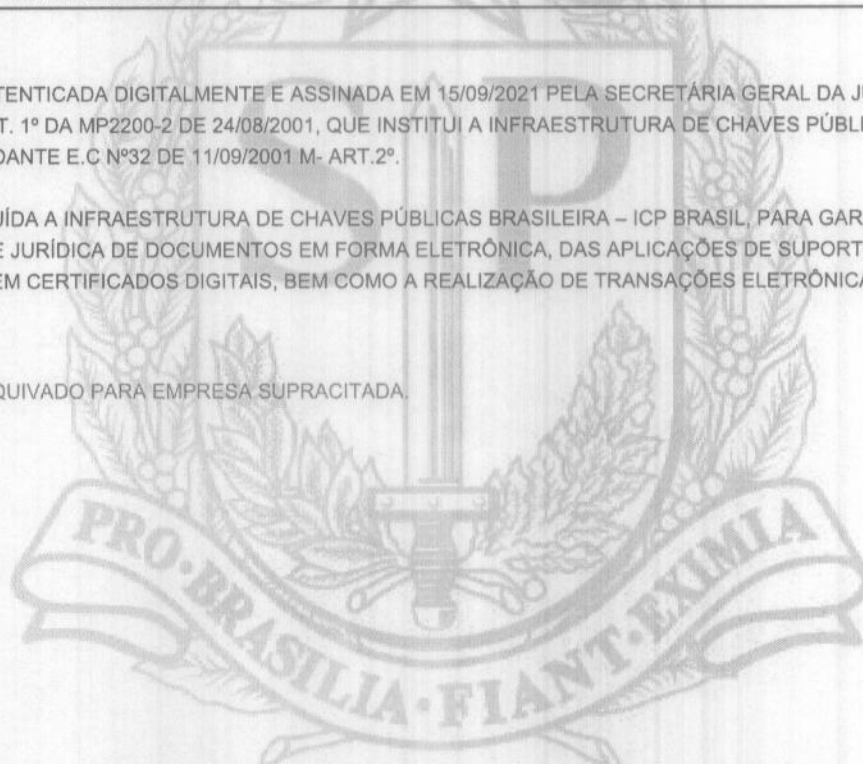 TENTICADA DIGITALMENTE E ASSINADA EM 15/09/2021 PELA SECRETÁRIA GERAL DA JU
T. 1º DA MP2200-2 DE 24/08/2001, QUE INSTITUI A INFRAESTRUTURA DE CHAVES PÚBLI
DANTE E.C Nº32 DE 11/09/2001 M- ART.2º.
UÍDA A INFRAESTRUTURA DE CHAVES PÚBLICAS BRASILEIRA – ICP BRASIL, PARA GAR
E JURÍDICA DE DOCUMENTOS EM FORMA ELETRÔNICA, DAS APLICAÇÕES DE SUPORT
EM CERTIFICADOS DIGITAIS, BEM COMO A REALIZAÇÃO DE TRANSAÇÕES ELETRÔNICA
QUIVADO PARA EMPRESA SUPRACITADA.
SP
PRO·BRASILIA·FIANT·EXIMIA